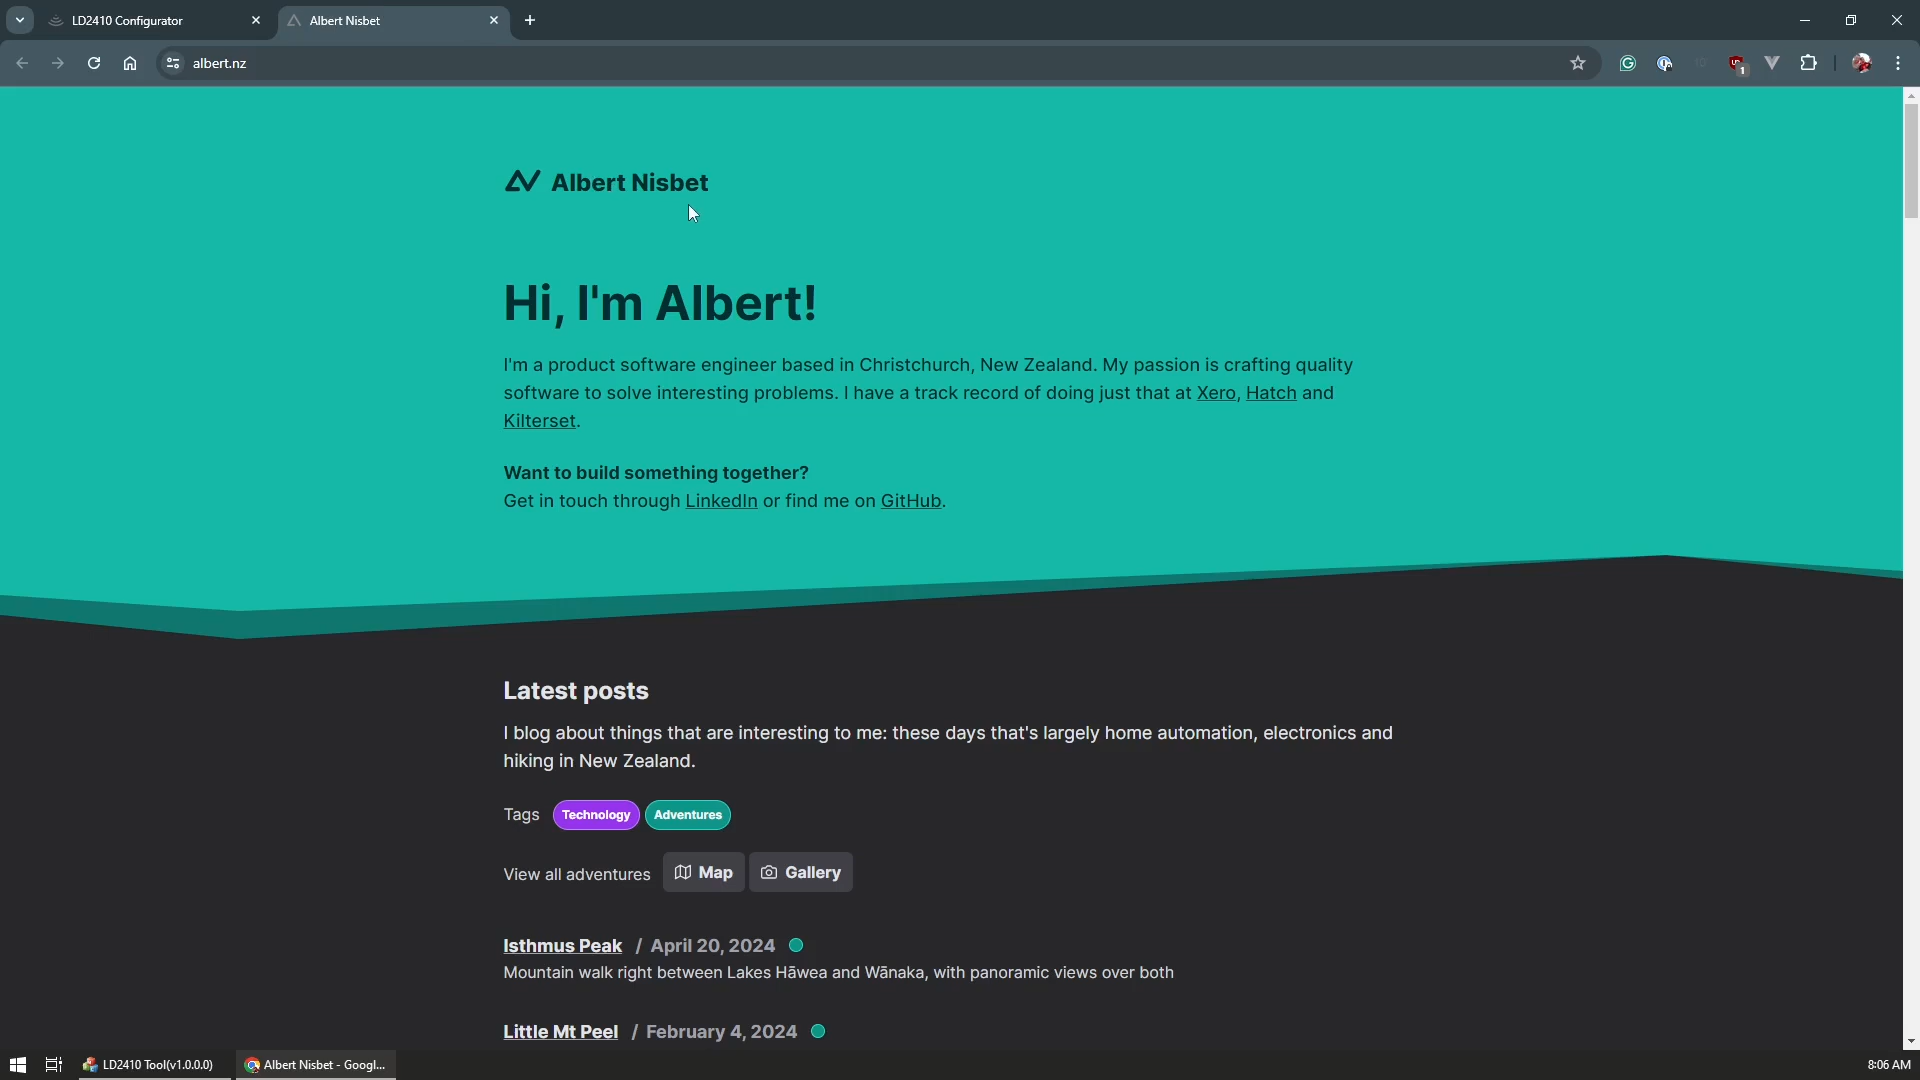 LD2410 Configurator
Albert Nisbet
albert.nz
1
Albert Nisbet
Hi, I'm Albert!
I'm a product software engineer based in Christchurch, New Zealand. My passion is crafting quality
software to solve interesting problems. I have a track record of doing just that at Xero, Hatch and
Kilterset.
Want to build something together?
Get in touch through LinkedIn or find me on GitHub.
Latest posts
I blog about things that are interesting to me: these days that's largely home automation, electronics and
hiking in New Zealand.
Tags Technology Adventures
View all adventures Map Gallery
Isthmus Peak / April 20, 2024
Mountain walk right between Lakes Hāwea and Wānaka, with panoramic views over both
Little Mt Peel / February 4, 2024
LD2410 Tool(v1.0.0.0) Albert Nisbet - Googl... 8:06 AM